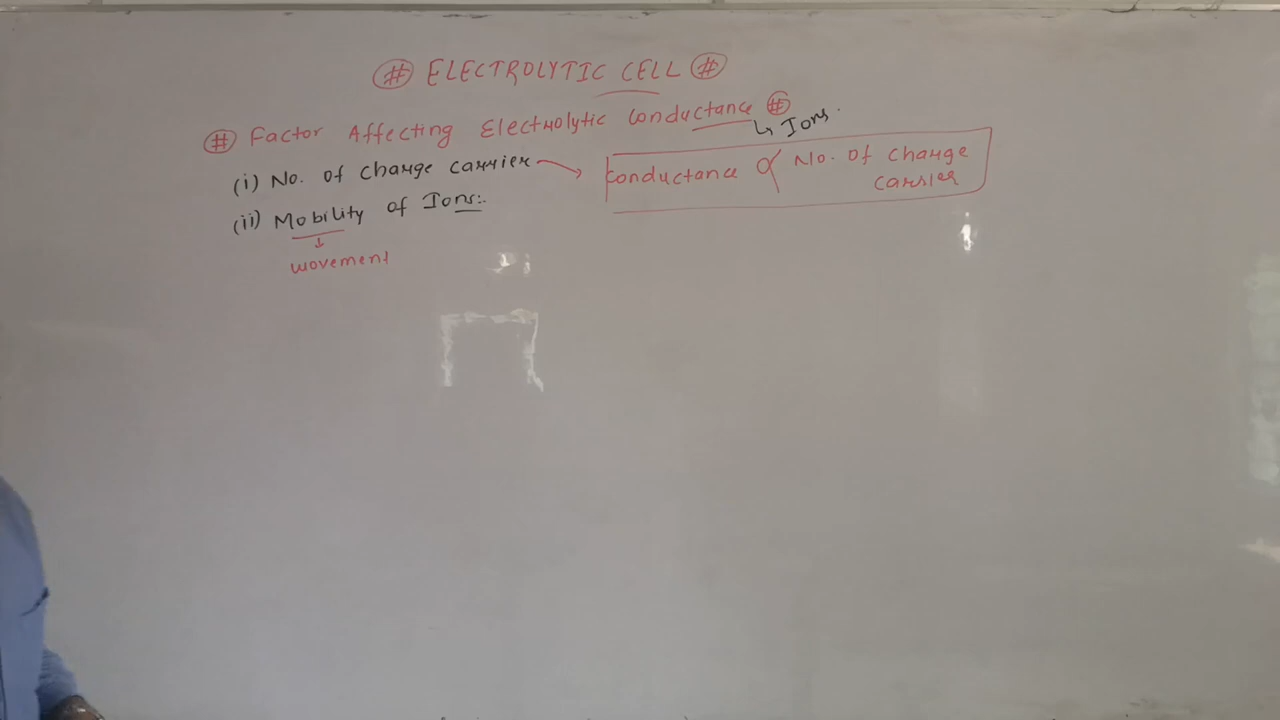 # ELECTROLYTIC CELL #
# Factor Affecting Electrolytic Conductance #
↳ Ions.
(i) No. of charge carrier → Conductance ∝ No. of charge carrier
(ii) Mobility of Ions:.
↓
movement